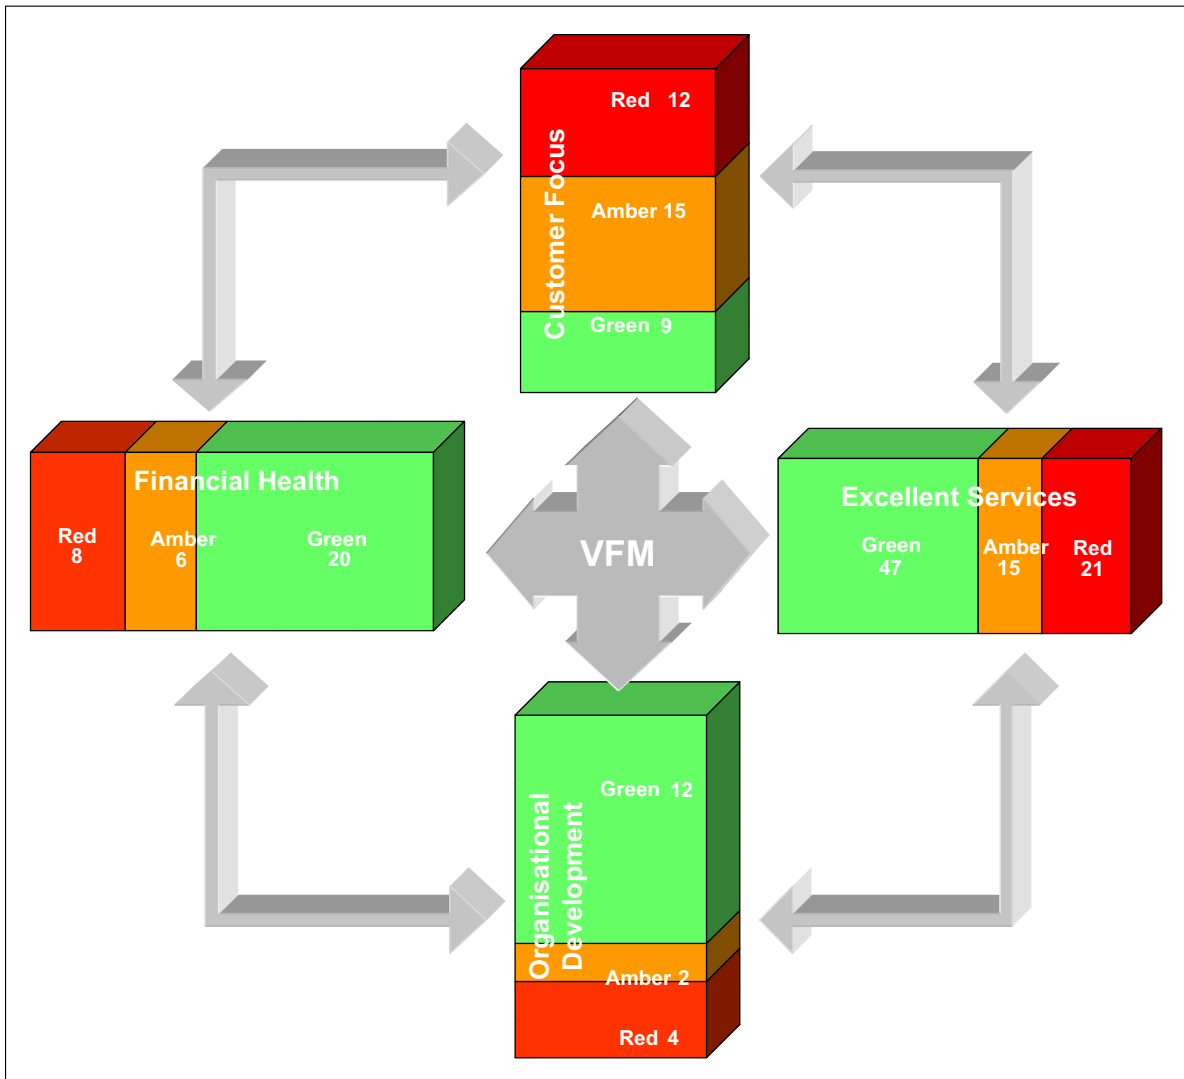 Customer Focus
Red 12
Amber 15
Green 9
Financial Health
Red
8
Amber
6
Green
20
VFM
Excellent Services
Green
47
Amber
15
Red
21
Organisational
Development
Green 12
Amber 2
Red 4